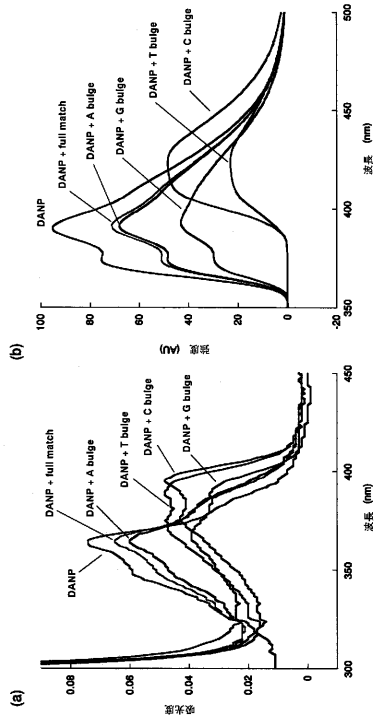 (a)
吸光度
0.08
0.06
0.04
0.02
0
300
350
400
450
波長 (nm)
DANP
DANP + full match
DANP + A bulge
DANP + T bulge
DANP + C bulge
DANP + G bulge
(b)
強度 (AU)
100
80
60
40
20
0
-20
350
400
450
500
波長 (nm)
DANP
DANP + full match
DANP + A bulge
DANP + G bulge
DANP + T bulge
DANP + C bulge